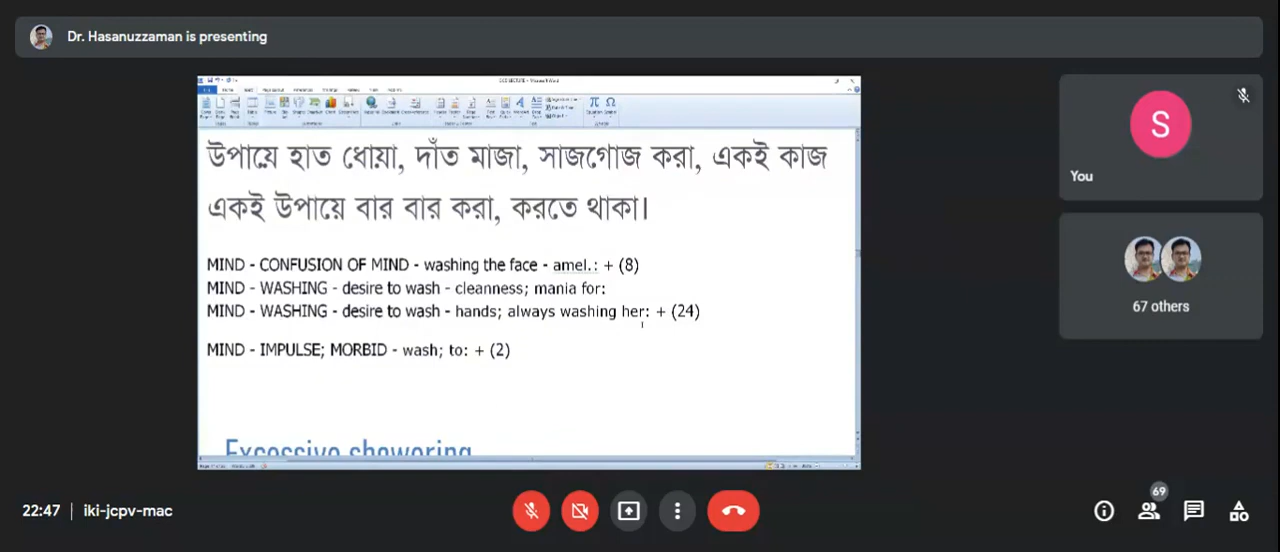 Dr. Hasanuzzaman is presenting
উপায়ে হাত ধোয়া, দাঁত মাজা, সাজগোজ করা, একই কাজ
একই উপায়ে বার বার করা, করতে থাকা।
MIND - CONFUSION OF MIND - washing the face - amel.: + (8)
MIND - WASHING - desire to wash - cleanness; mania for:
MIND - WASHING - desire to wash - hands; always washing her: + (24)
MIND - IMPULSE; MORBID - wash; to: + (2)
Excessive showering
S
You
67 others
22:47 | iki-jcpv-mac
69